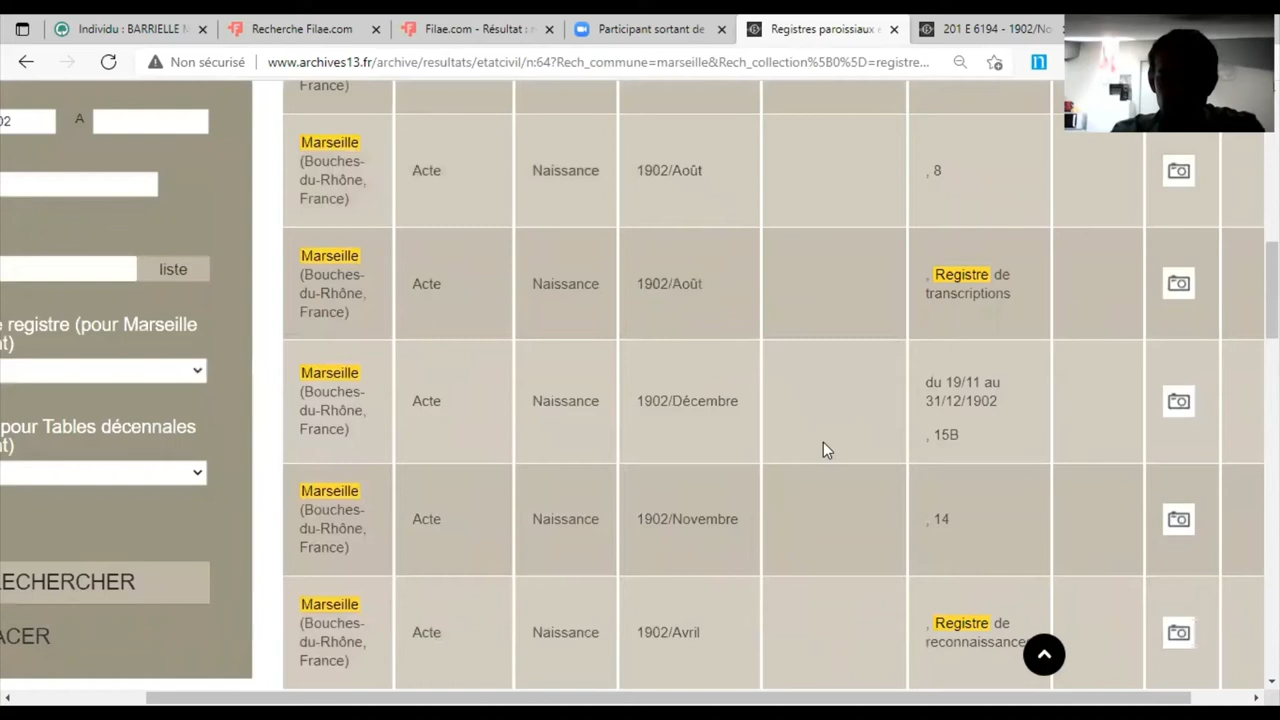 Individu : BARRIELLE
Recherche Filae.com
Filae.com - Résultat :
Participant sortant de
Registres paroissiaux e
201 E 6194 - 1902/No
Non sécurisé
www.archives13.fr/archive/resultats/etatcivil/n:64?Rech_commune=marseille&Rech_collection%5B0%5D=registre...
02
A
liste
e registre (pour Marseille
nt)
pour Tables décennales
nt)
ECHERCHER
ACER
France)
Marseille
(Bouches-
du-Rhône,
France)
Acte
Naissance
1902/Août
, 8
Marseille
(Bouches-
du-Rhône,
France)
Acte
Naissance
1902/Août
, Registre de
transcriptions
Marseille
(Bouches-
du-Rhône,
France)
Acte
Naissance
1902/Décembre
du 19/11 au
31/12/1902
, 15B
Marseille
(Bouches-
du-Rhône,
France)
Acte
Naissance
1902/Novembre
, 14
Marseille
(Bouches-
du-Rhône,
France)
Acte
Naissance
1902/Avril
, Registre de
reconnaissances